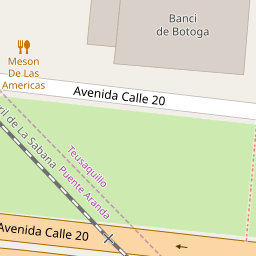 Banci
de Botoga
Meson
De Las
Americas
Avenida Calle 20
ril de La Sabana
Teusaquillo
Puente Aranda
Avenida Calle 20